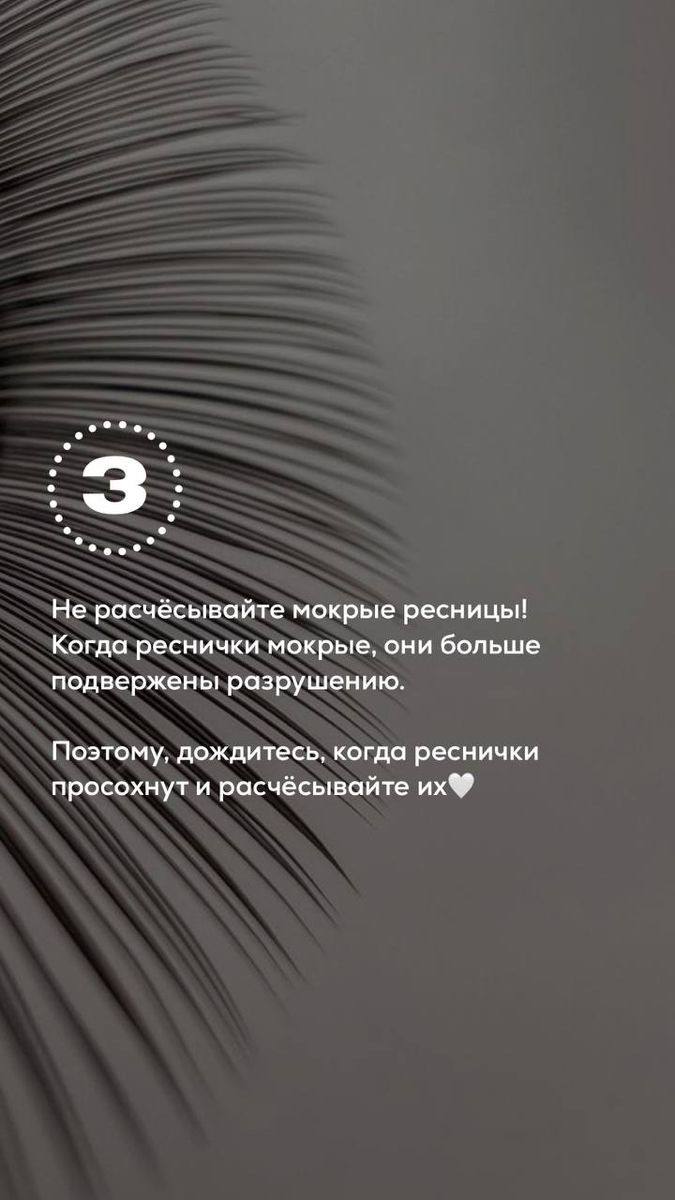 3
Не расчёсывайте мокрые ресницы!
Когда реснички мокрые, они больше
подвержены разрушению.
Поэтому, дождитесь, когда реснички
просохнут и расчёсывайте их🤍